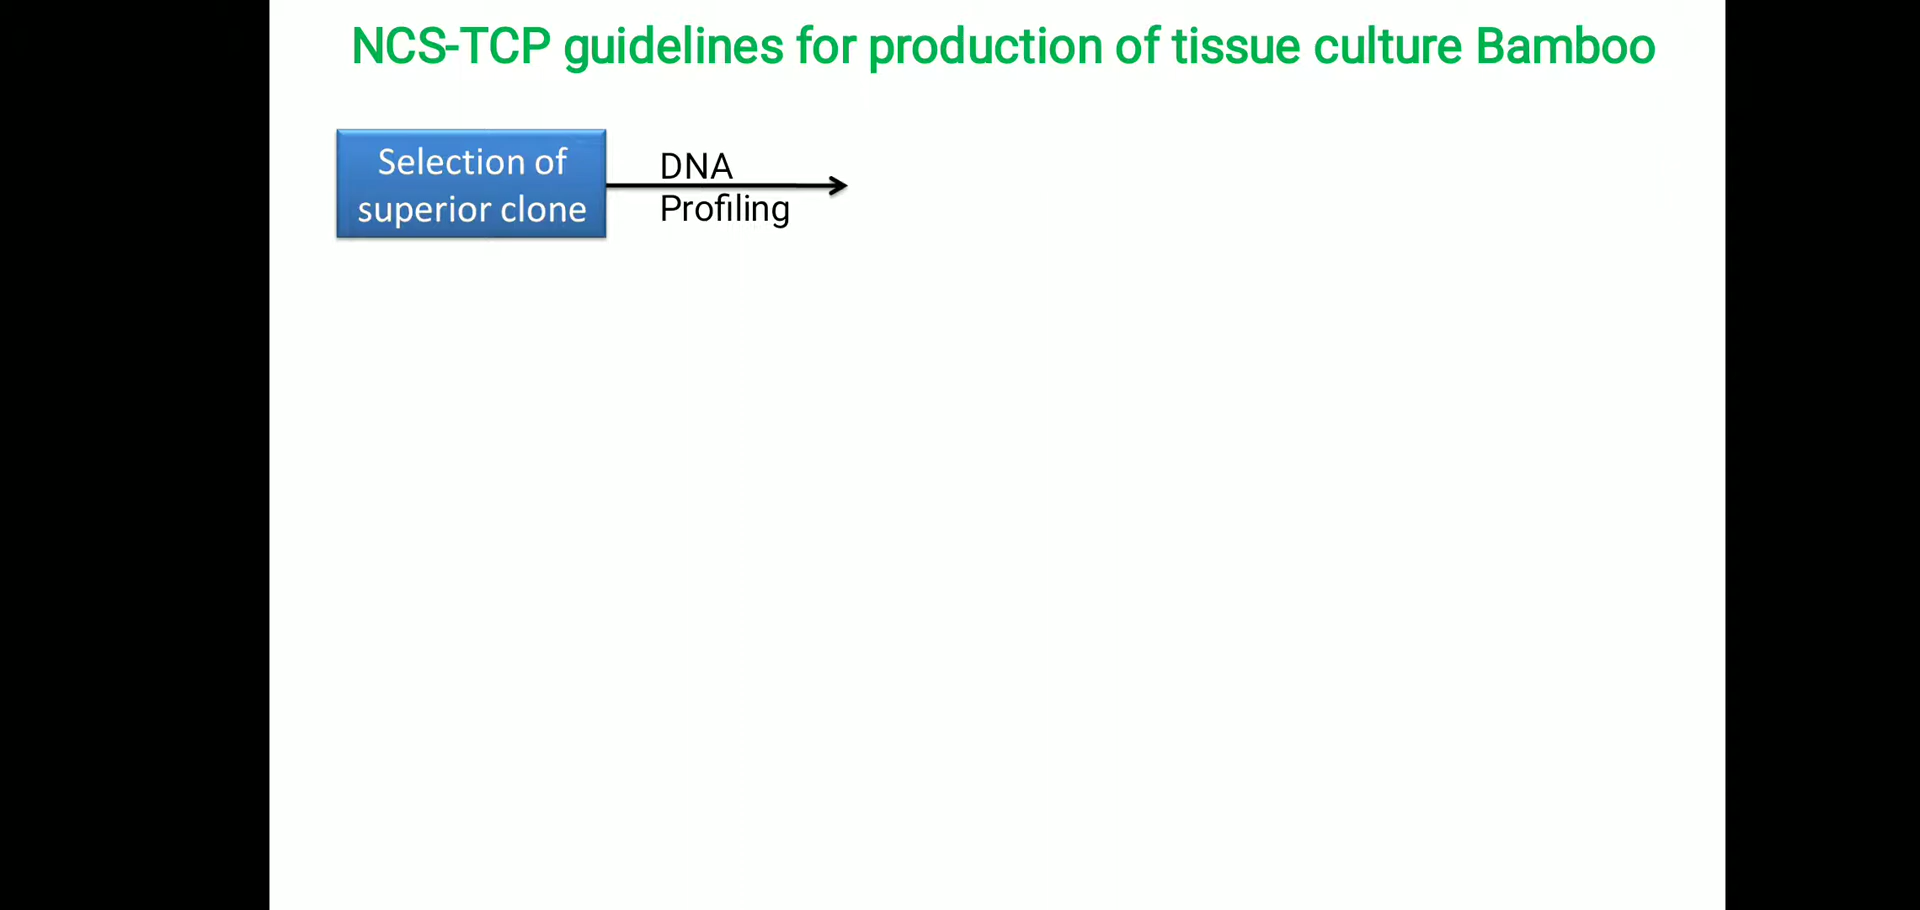 NCS-TCP guidelines for production of tissue culture Bamboo
Selection of
superior clone
DNA
Profiling